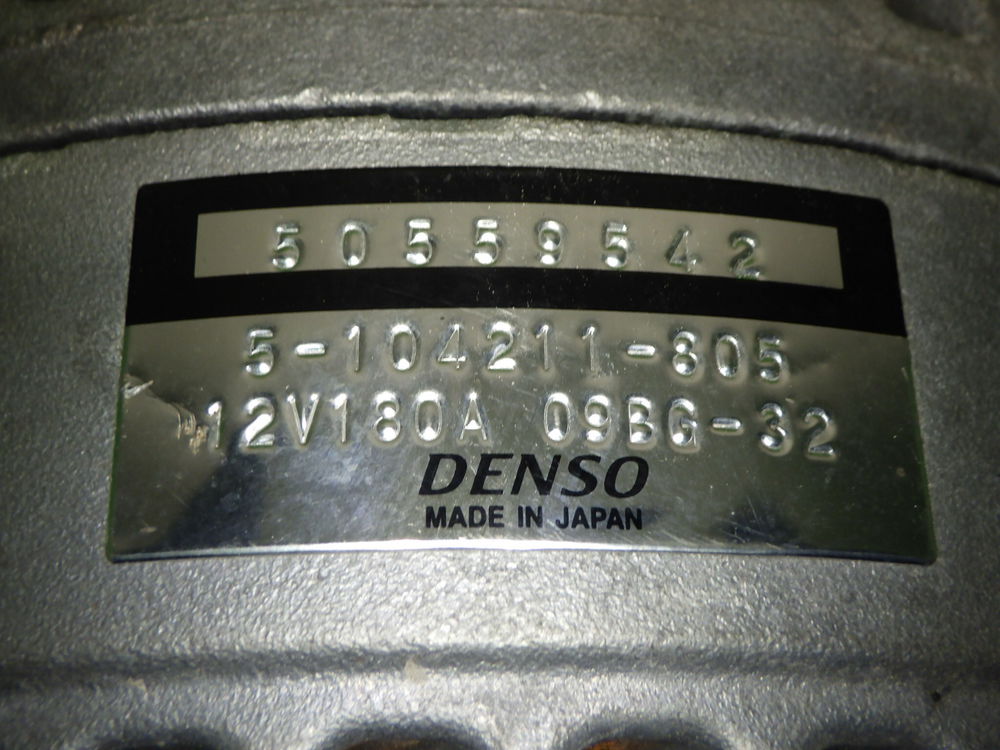 50559542
5-104211-805
12V180A 09BG-32
DENSO
MADE IN JAPAN